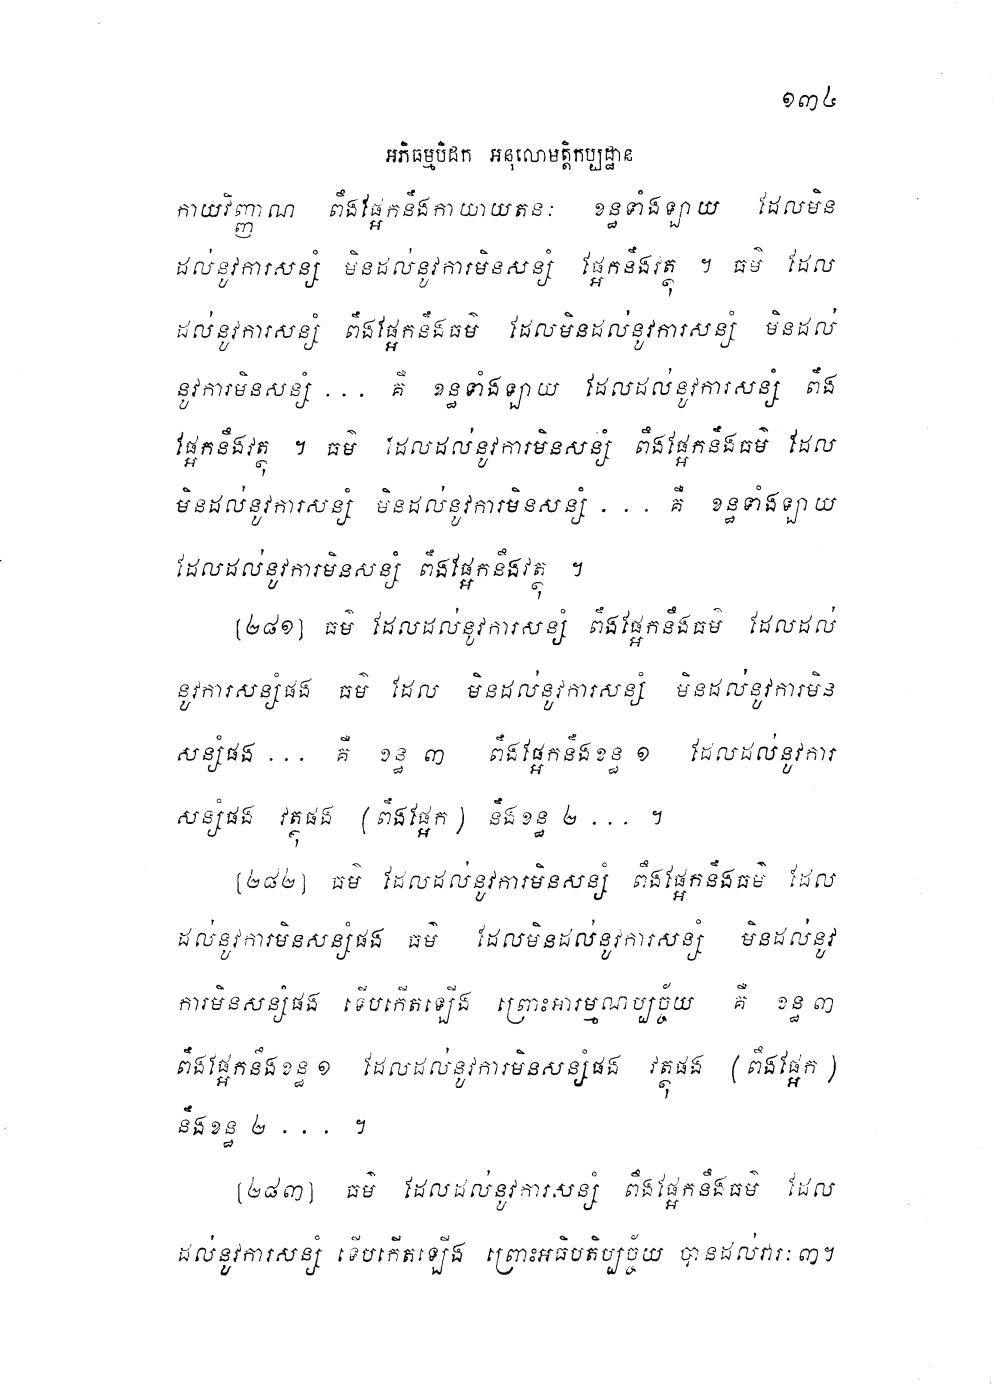 ១៣៤
អភិធម្មបិដក អនុលោមត្តិកប្បដ្ឋាន
កាយវិញ្ញាណ ពឹងផ្អែកនឹងកាយាយតនៈ ខន្ធទាំងឡាយ ដែលមិន
ដល់នូវការសន្សំ មិនដល់នូវការមិនសន្សំ ផ្អែកនឹងវត្ថុ ។ ធម៌ ដែល
ដល់នូវការសន្សំ ពឹងផ្អែកនឹងធម៌ ដែលមិនដល់នូវការសន្សំ មិនដល់
នូវការមិនសន្សំ ... គឺ ខន្ធទាំងឡាយ ដែលដល់នូវការសន្សំ ពឹង
ផ្អែកនឹងវត្ថុ ។ ធម៌ ដែលដល់នូវការមិនសន្សំ ពឹងផ្អែកនឹងធម៌ ដែល
មិនដល់នូវការសន្សំ មិនដល់នូវការមិនសន្សំ ... គឺ ខន្ធទាំងឡាយ
ដែលដល់នូវការមិនសន្សំ ពឹងផ្អែកនឹងវត្ថុ ។
[២៨១] ធម៌ ដែលដល់នូវការសន្សំ ពឹងផ្អែកនឹងធម៌ ដែលដល់
នូវការសន្សំផង ធម៌ ដែល មិនដល់នូវការសន្សំ មិនដល់នូវការមិន
សន្សំផង ... គឺ ខន្ធ ៣ ពឹងផ្អែកនឹងខន្ធ ១ ដែលដល់នូវការ
សន្សំផង វត្ថុផង (ពឹងផ្អែក) នឹងខន្ធ ២ ... ។
[២៨២] ធម៌ ដែលដល់នូវការមិនសន្សំ ពឹងផ្អែកនឹងធម៌ ដែល
ដល់នូវការមិនសន្សំផង ធម៌ ដែលមិនដល់នូវការសន្សំ មិនដល់នូវ
ការមិនសន្សំផង ទើបកើតឡើង ព្រោះអារម្មណប្បច្ច័យ គឺ ខន្ធ ៣
ពឹងផ្អែកនឹងខន្ធ ១ ដែលដល់នូវការមិនសន្សំផង វត្ថុផង (ពឹងផ្អែក)
នឹងខន្ធ ២ ... ។
[២៨៣] ធម៌ ដែលដល់នូវការសន្សំ ពឹងផ្អែកនឹងធម៌ ដែល
ដល់នូវការសន្សំ ទើបកើតឡើង ព្រោះអធិបតិប្បច្ច័យ បានដល់វារៈ ៣។